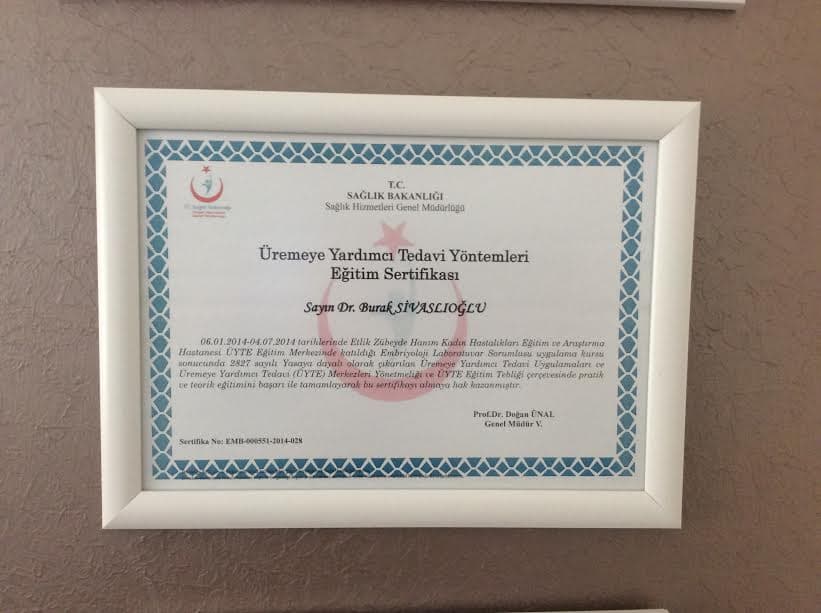 T.C.
SAĞLIK BAKANLIĞI
Sağlık Hizmetleri Genel Müdürlüğü
Üremeye Yardımcı Tedavi Yöntemleri
Eğitim Sertifikası
Sayın Dr. Burak SİVASLIOĞLU
06.01.2014-04.07.2014 tarihlerinde Etlik Zübeyde Hanım Kadın Hastalıkları Eğitim ve Araştırma
Hastanesi ÜYTE Eğitim Merkezinde katıldığı Embriyoloji Laboratuvar Sorumlusu uygulama kursu
sonucunda 2827 sayılı Yasaya dayalı olarak çıkarılan Üremeye Yardımcı Tedavi Uygulamaları ve
Üremeye Yardımcı Tedavi (ÜYTE) Merkezleri Yönetmeliği ve ÜYTE Eğitim Tebliği çerçevesinde pratik
ve teorik eğitimini başarı ile tamamlayarak bu sertifikayı almaya hak kazanmıştır.
Prof.Dr. Doğan ÜNAL
Genel Müdür V.
Sertifika No: EMB-000551-2014-028